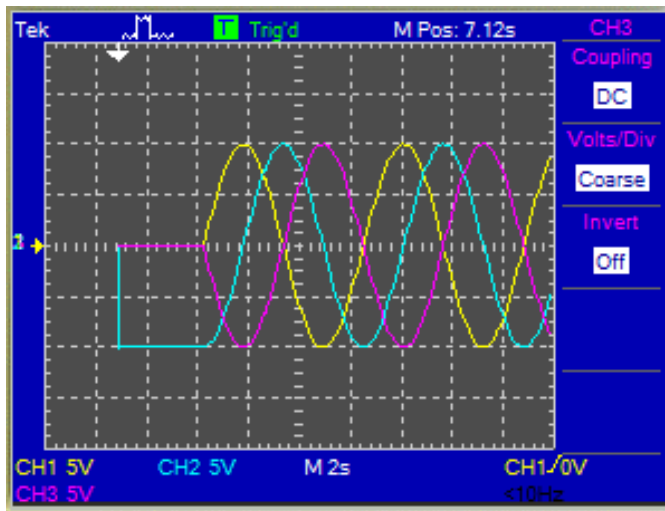 Tek T Trig'd M Pos: 7.12s CH3
Coupling
DC
Volts/Div
Coarse
Invert
Off
CH1 5V CH2 5V M 2s CH1/0V
CH3 5V <10Hz